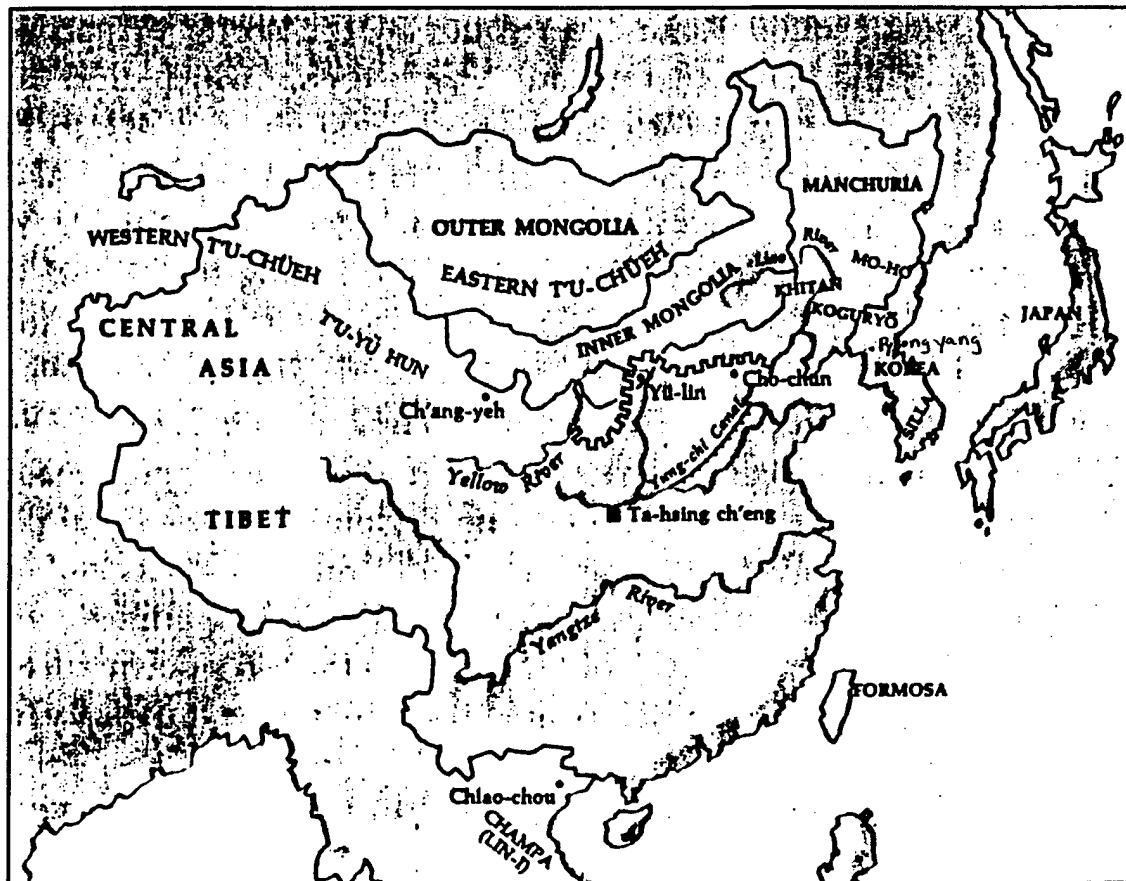 MANCHURIA
OUTER MONGOLIA
WESTERN T'U-CHÜEH
EASTERN T'U-CHÜEH
Liao River
MO-HO
KHITAN
INNER MONGOLIA
CENTRAL
ASIA
T'U-YÜ HUN
KOGURYŎ
JAPAN
P'yong yang
KOREA
Ch'ang-yeh
Yü-lin
Cho-chün
SILLA
Yung-chi Canal
Yellow River
TIBET
Ta-hsing ch'eng
Yangtze River
FORMOSA
Chiao-chou
CHAMPA
(LIN-I)